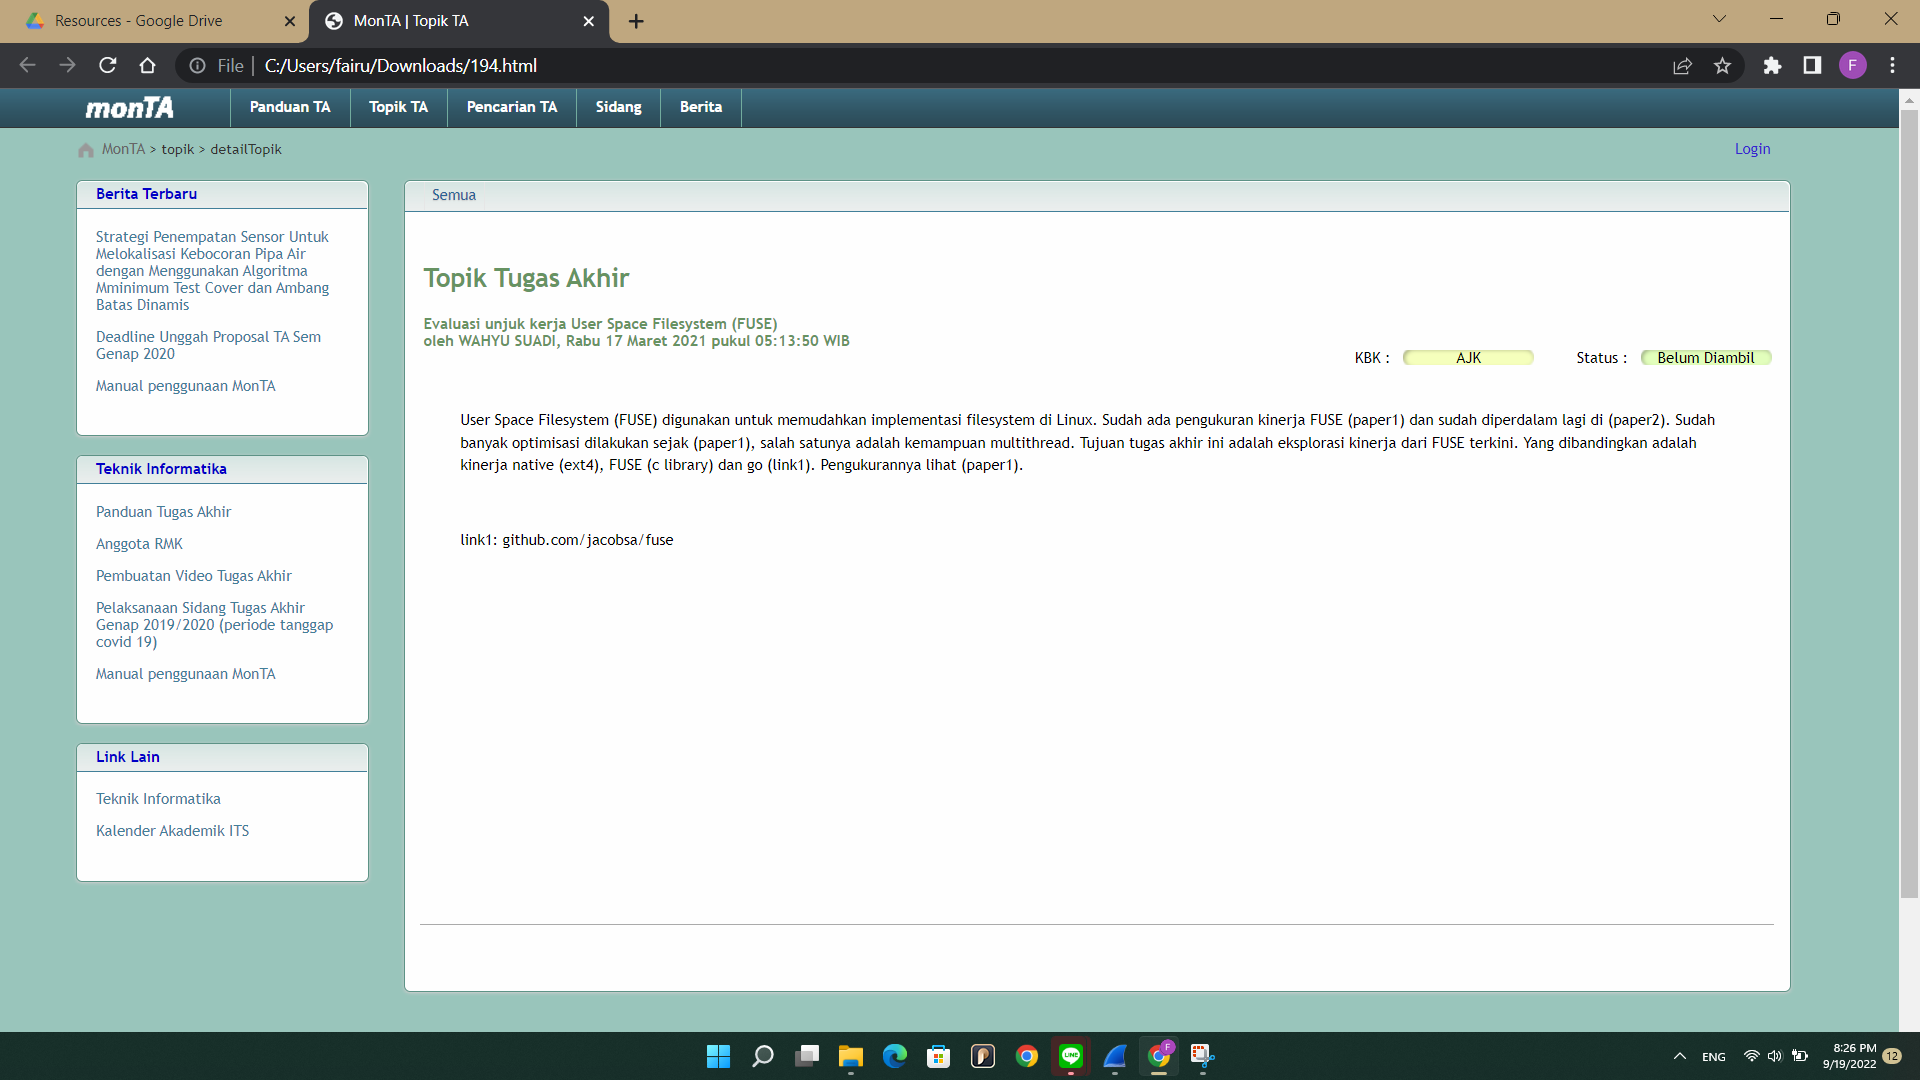 Resources - Google Drive
MonTA | Topik TA
File
C:/Users/fairu/Downloads/194.html
F
monTA
Panduan TA
Topik TA
Pencarian TA
Sidang
Berita
MonTA > topik > detailTopik
Login
Berita Terbaru
Strategi Penempatan Sensor Untuk
Melokalisasi Kebocoran Pipa Air
dengan Menggunakan Algoritma
Mminimum Test Cover dan Ambang
Batas Dinamis
Deadline Unggah Proposal TA Sem
Genap 2020
Manual penggunaan MonTA
Teknik Informatika
Panduan Tugas Akhir
Anggota RMK
Pembuatan Video Tugas Akhir
Pelaksanaan Sidang Tugas Akhir
Genap 2019/2020 (periode tanggap
covid 19)
Manual penggunaan MonTA
Link Lain
Teknik Informatika
Kalender Akademik ITS
Semua
Topik Tugas Akhir
Evaluasi unjuk kerja User Space Filesystem (FUSE)
oleh WAHYU SUADI, Rabu 17 Maret 2021 pukul 05:13:50 WIB
KBK : AJK Status : Belum Diambil
User Space Filesystem (FUSE) digunakan untuk memudahkan implementasi filesystem di Linux. Sudah ada pengukuran kinerja FUSE (paper1) dan sudah diperdalam lagi di (paper2). Sudah
banyak optimisasi dilakukan sejak (paper1), salah satunya adalah kemampuan multithread. Tujuan tugas akhir ini adalah eksplorasi kinerja dari FUSE terkini. Yang dibandingkan adalah
kinerja native (ext4), FUSE (c library) dan go (link1). Pengukurannya lihat (paper1).
link1: github.com/jacobsa/fuse
LINE
F
ENG
8:26 PM
9/19/2022
12